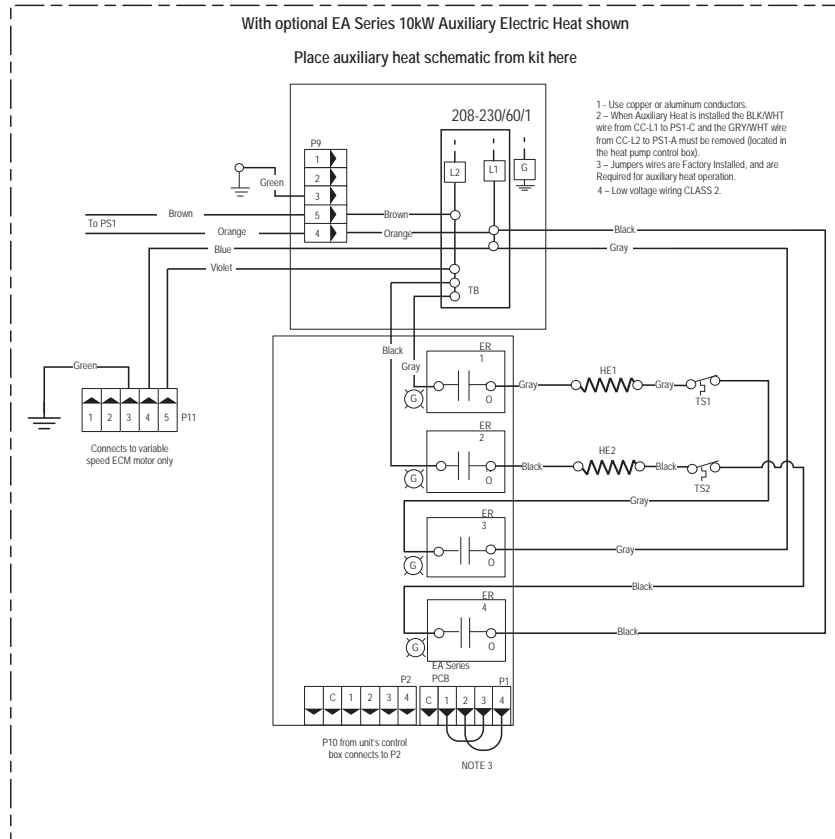 With optional EA Series 10kW Auxiliary Electric Heat shown
Place auxiliary heat schematic from kit here
1 - Use copper or aluminum conductors.
2 – When Auxiliary Heat is installed the BLK/WHT
wire from CC-L1 to PS1-C and the GRY/WHT wire
from CC-L2 to PS1-A must be removed (located in
the heat pump control box).
3 – Jumpers wires are Factory Installed, and are
Required for auxiliary heat operation.
4 – Low voltage wiring CLASS 2.
208-230/60/1
P9
1
2
3
5
4
L2
L1
G
Green
To PS1
Brown
Brown
Orange
Orange
Black
Blue
Gray
Violet
TB
Black
Gray
ER
1
O
G
Gray
HE1
Gray
TS1
Green
1
2
3
4
5
P11
Connects to variable
speed ECM motor only
ER
2
O
G
Black
HE2
Black
TS2
Gray
ER
3
O
G
Gray
Black
ER
4
O
G
Black
EA Series
PCB
P2
C
1
2
3
4
P1
C
1
2
3
4
P10 from unit's control
box connects to P2
NOTE 3